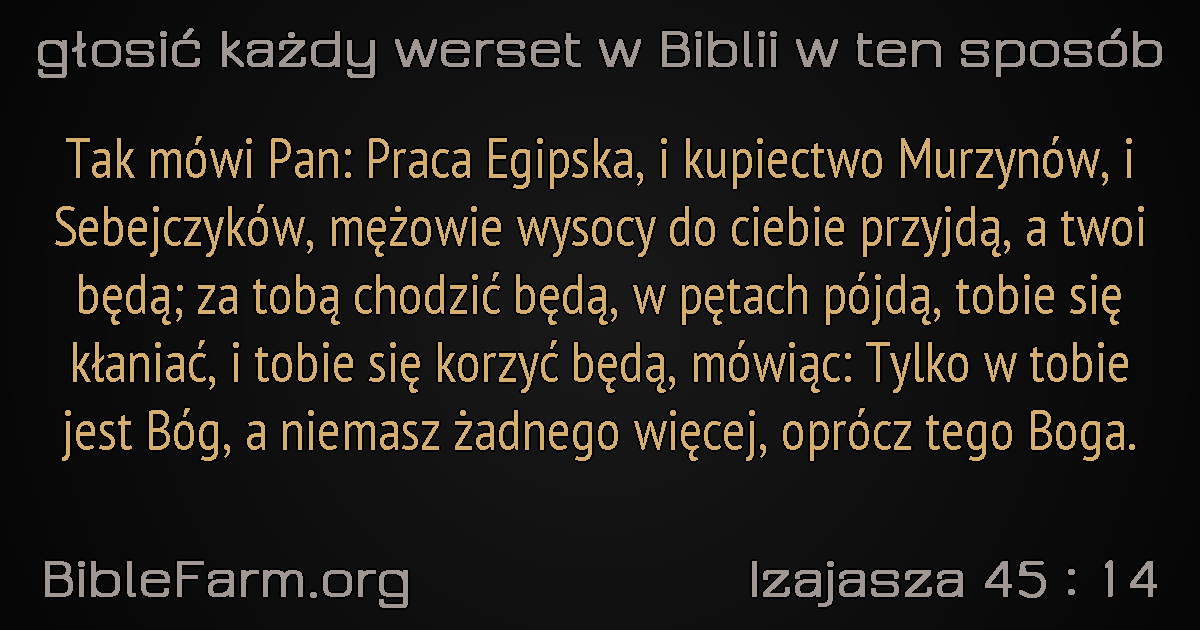 głosić każdy werset w Biblii w ten sposób
Tak mówi Pan: Praca Egipska, i kupiectwo Murzynów, i
Sebejczyków, mężowie wysocy do ciebie przyjdą, a twoi
będą; za tobą chodzić będą, w pętach pójdą, tobie się
kłaniać, i tobie się korzyć będą, mówiąc: Tylko w tobie
jest Bóg, a niemasz żadnego więcej, oprócz tego Boga.
BibleFarm.org
Izajasza 45 : 14